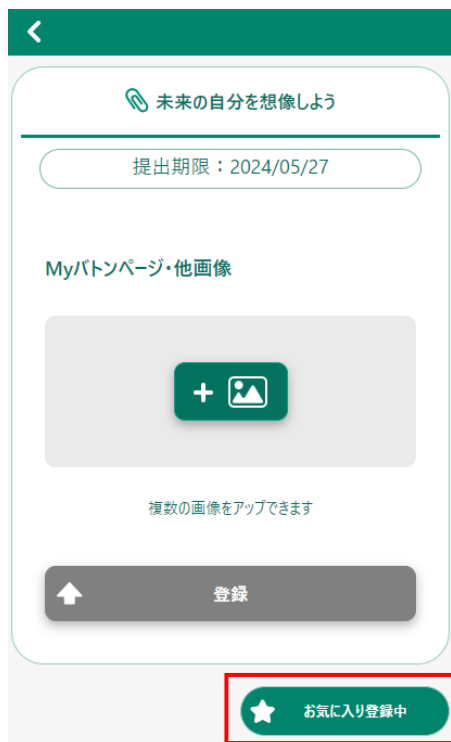 未来の自分を想像しよう
提出期限：2024/05/27
Myバトンページ・他画像
複数の画像をアップできます
登録
お気に入り登録中